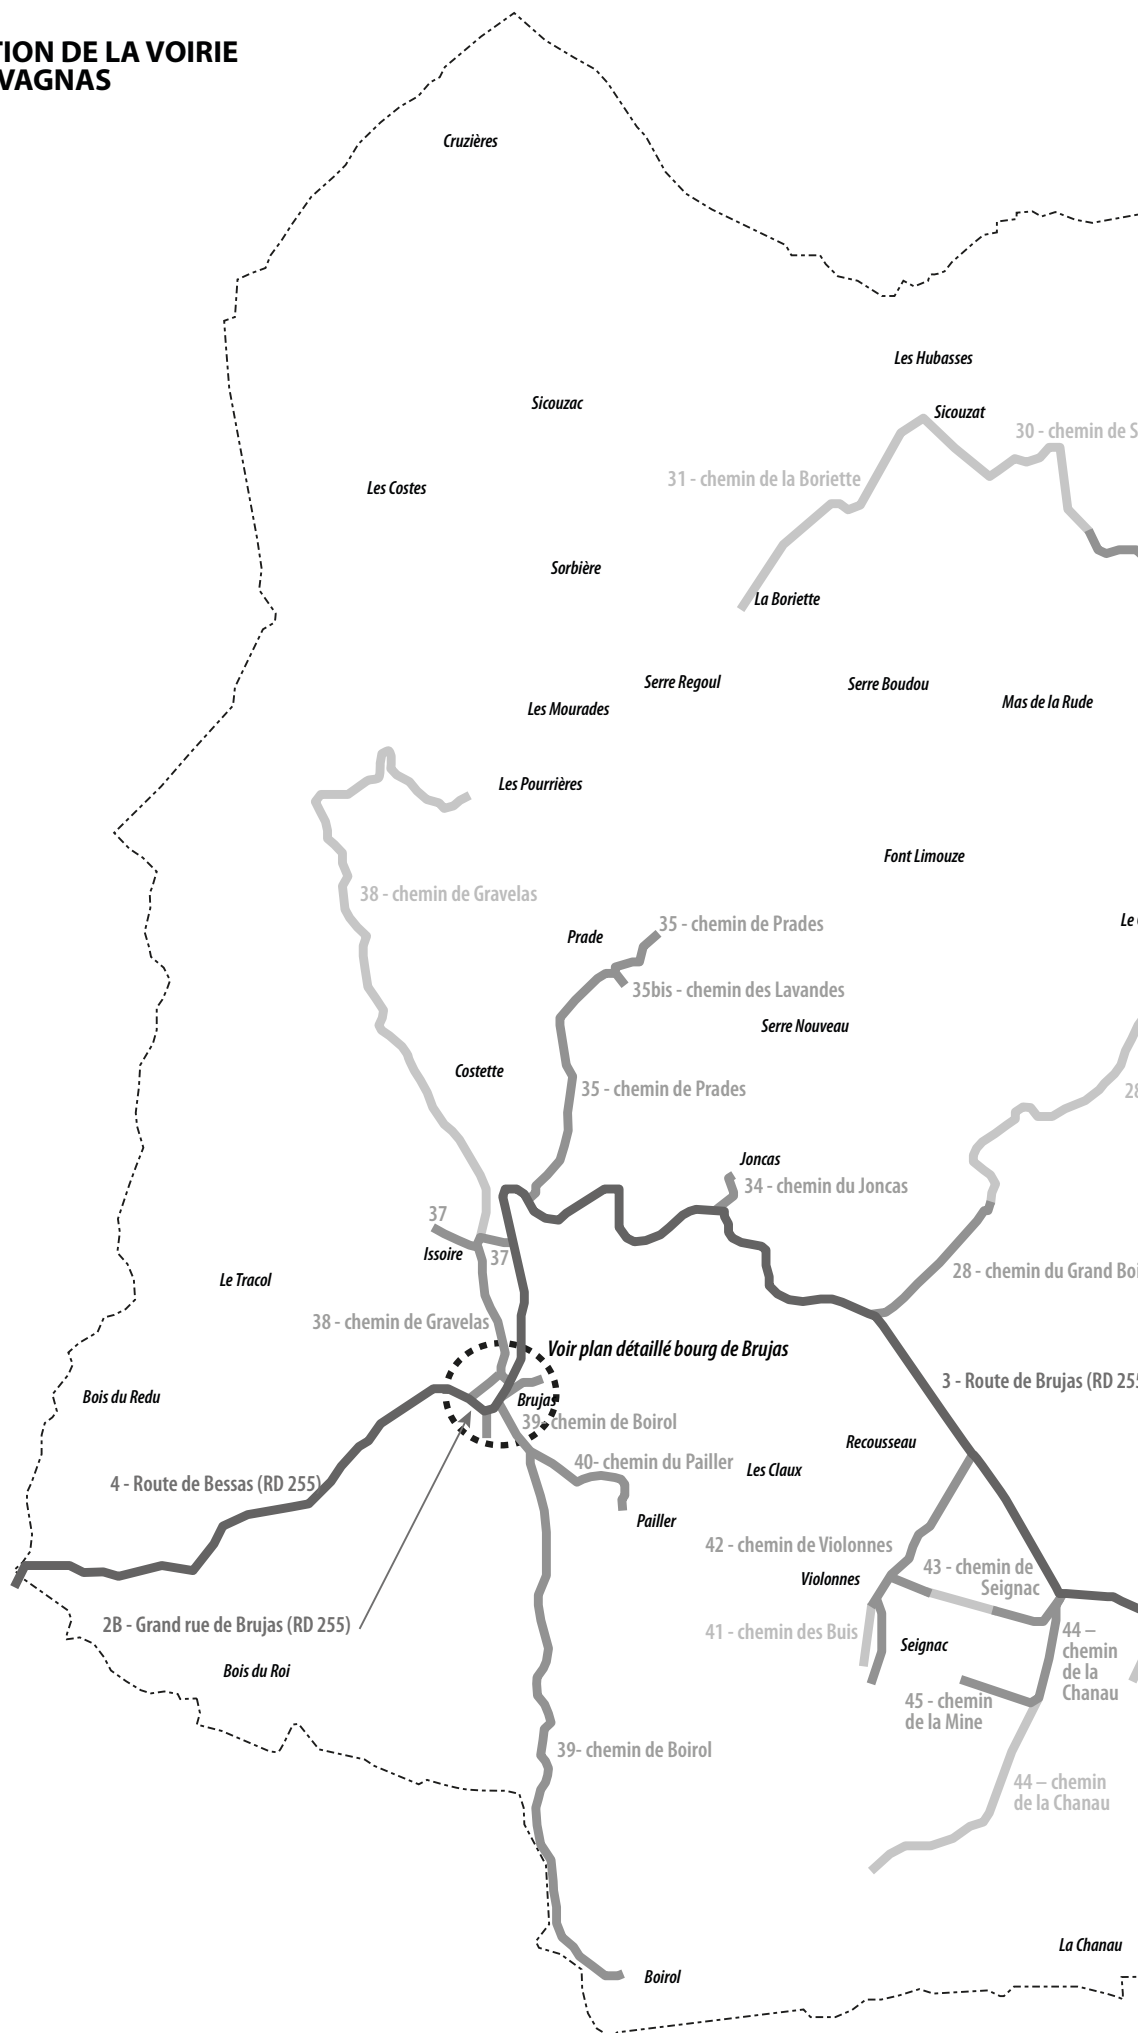 TION DE LA VOIRIE
VAGNAS
Cruzières
Les Hubasses
Sicouzac
Sicouzat
30 - chemin de S
31 - chemin de la Boriette
Les Costes
Sorbière
La Boriette
Serre Regoul
Serre Boudou
Mas de la Rude
Les Mourades
Les Pourrières
Font Limouze
38 - chemin de Gravelas
Le
35 - chemin de Prades
Prade
35bis - chemin des Lavandes
Serre Nouveau
Costette
35 - chemin de Prades
28
Joncas
34 - chemin du Joncas
37
Issoire
37
Le Tracol
28 - chemin du Grand Boi
38 - chemin de Gravelas
Voir plan détaillé bourg de Brujas
3 - Route de Brujas (RD 255
Bois du Redu
Brujas
39- chemin de Boirol
Recousseau
40- chemin du Pailler
Les Claux
4 - Route de Bessas (RD 255)
Pailler
42 - chemin de Violonnes
43 - chemin de
Seignac
Violonnes
2B - Grand rue de Brujas (RD 255)
41 - chemin des Buis
Seignac
44 –
chemin
de la
Chanau
Bois du Roi
45 - chemin
de la Mine
39- chemin de Boirol
44 – chemin
de la Chanau
La Chanau
Boirol